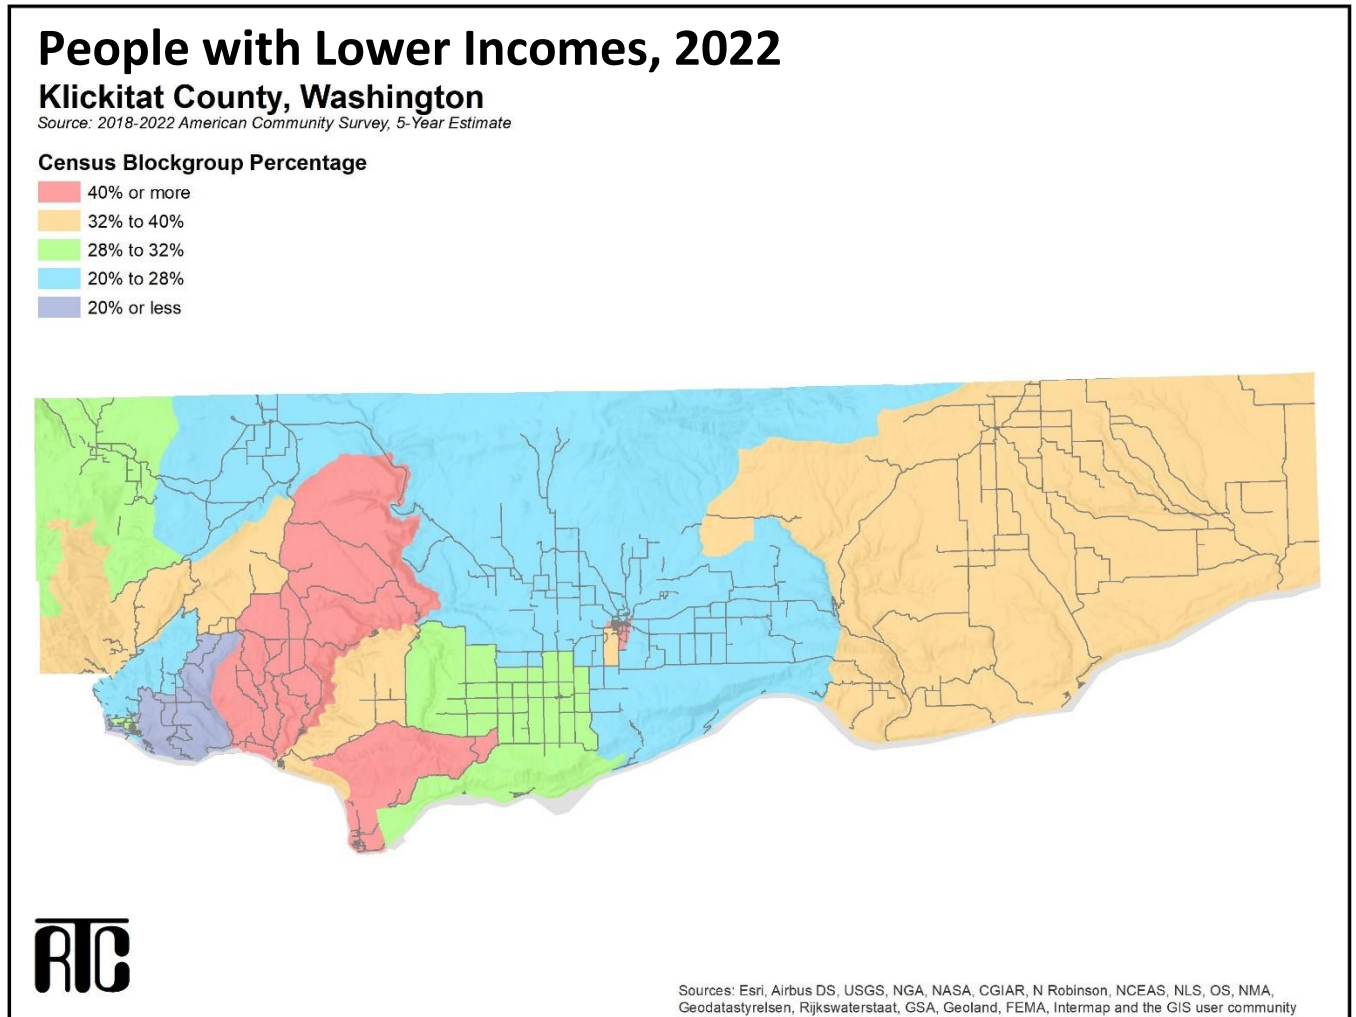 People with Lower Incomes, 2022
Klickitat County, Washington
Source: 2018-2022 American Community Survey, 5-Year Estimate
Census Blockgroup Percentage
40% or more
32% to 40%
28% to 32%
20% to 28%
20% or less
RTC
Sources: Esri, Airbus DS, USGS, NGA, NASA, CGIAR, N Robinson, NCEAS, NLS, OS, NMA,
Geodatastyrelsen, Rijkswaterstaat, GSA, Geoland, FEMA, Intermap and the GIS user community